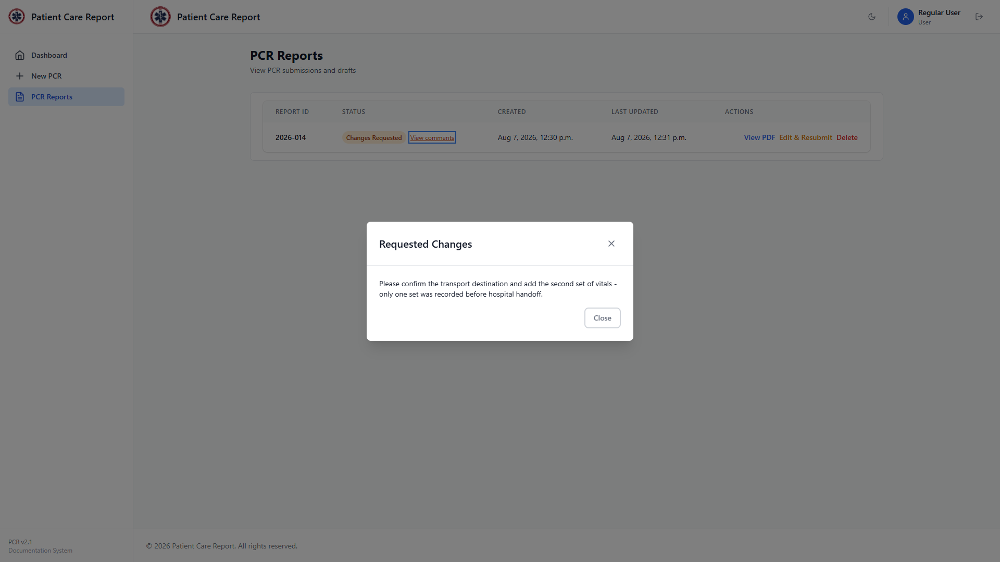 Patient Care Report
Patient Care Report
Regular User
User
Dashboard
New PCR
PCR Reports
PCR Reports
View PCR submissions and drafts
REPORT ID STATUS CREATED LAST UPDATED ACTIONS
2026-014 Changes Requested View comments Aug 7, 2026, 12:30 p.m. Aug 7, 2026, 12:31 p.m. View PDF Edit & Resubmit Delete
Requested Changes
Please confirm the transport destination and add the second set of vitals -
only one set was recorded before hospital handoff.
Close
PCR v2.1
Documentation System
© 2026 Patient Care Report. All rights reserved.